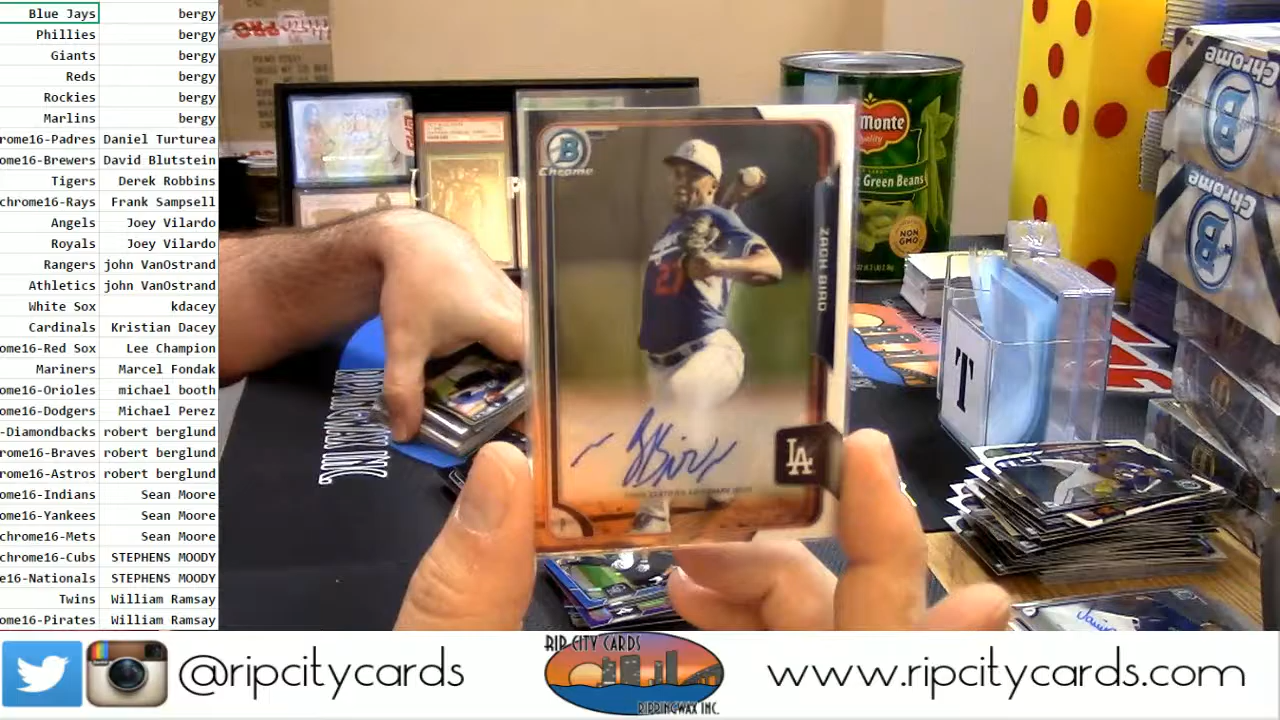 Blue Jays bergy
Phillies bergy
Giants bergy
Reds bergy
Rockies bergy
Marlins bergy
hrome16-Padres Daniel Turturea
hrome16-Brewers David Blutstein
Tigers Derek Robbins
chrome16-Rays Frank Sampsell
Angels Joey Vilardo
Royals Joey Vilardo
Rangers john VanOstrand
Athletics john VanOstrand
White Sox kdacey
Cardinals Kristian Dacey
ome16-Red Sox Lee Champion
Mariners Marcel Fondak
ome16-Orioles michael booth
ome16-Dodgers Michael Perez
-Diamondbacks robert berglund
hrome16-Braves robert berglund
hrome16-Astros robert berglund
ome16-Indians Sean Moore
ome16-Yankees Sean Moore
chrome16-Mets Sean Moore
chrome16-Cubs STEPHENS MOODY
e16-Nationals STEPHENS MOODY
Twins William Ramsay
ome16-Pirates William Ramsay
B
Chrome
ZACH BIRD
27
LA
Monte
Quality
Green Beans
NON
GMO
T
Chrome
B
Chrome
B
@ripcitycards
RIP CITY CARDS
RIPPINGWAX INC.
www.ripcitycards.com